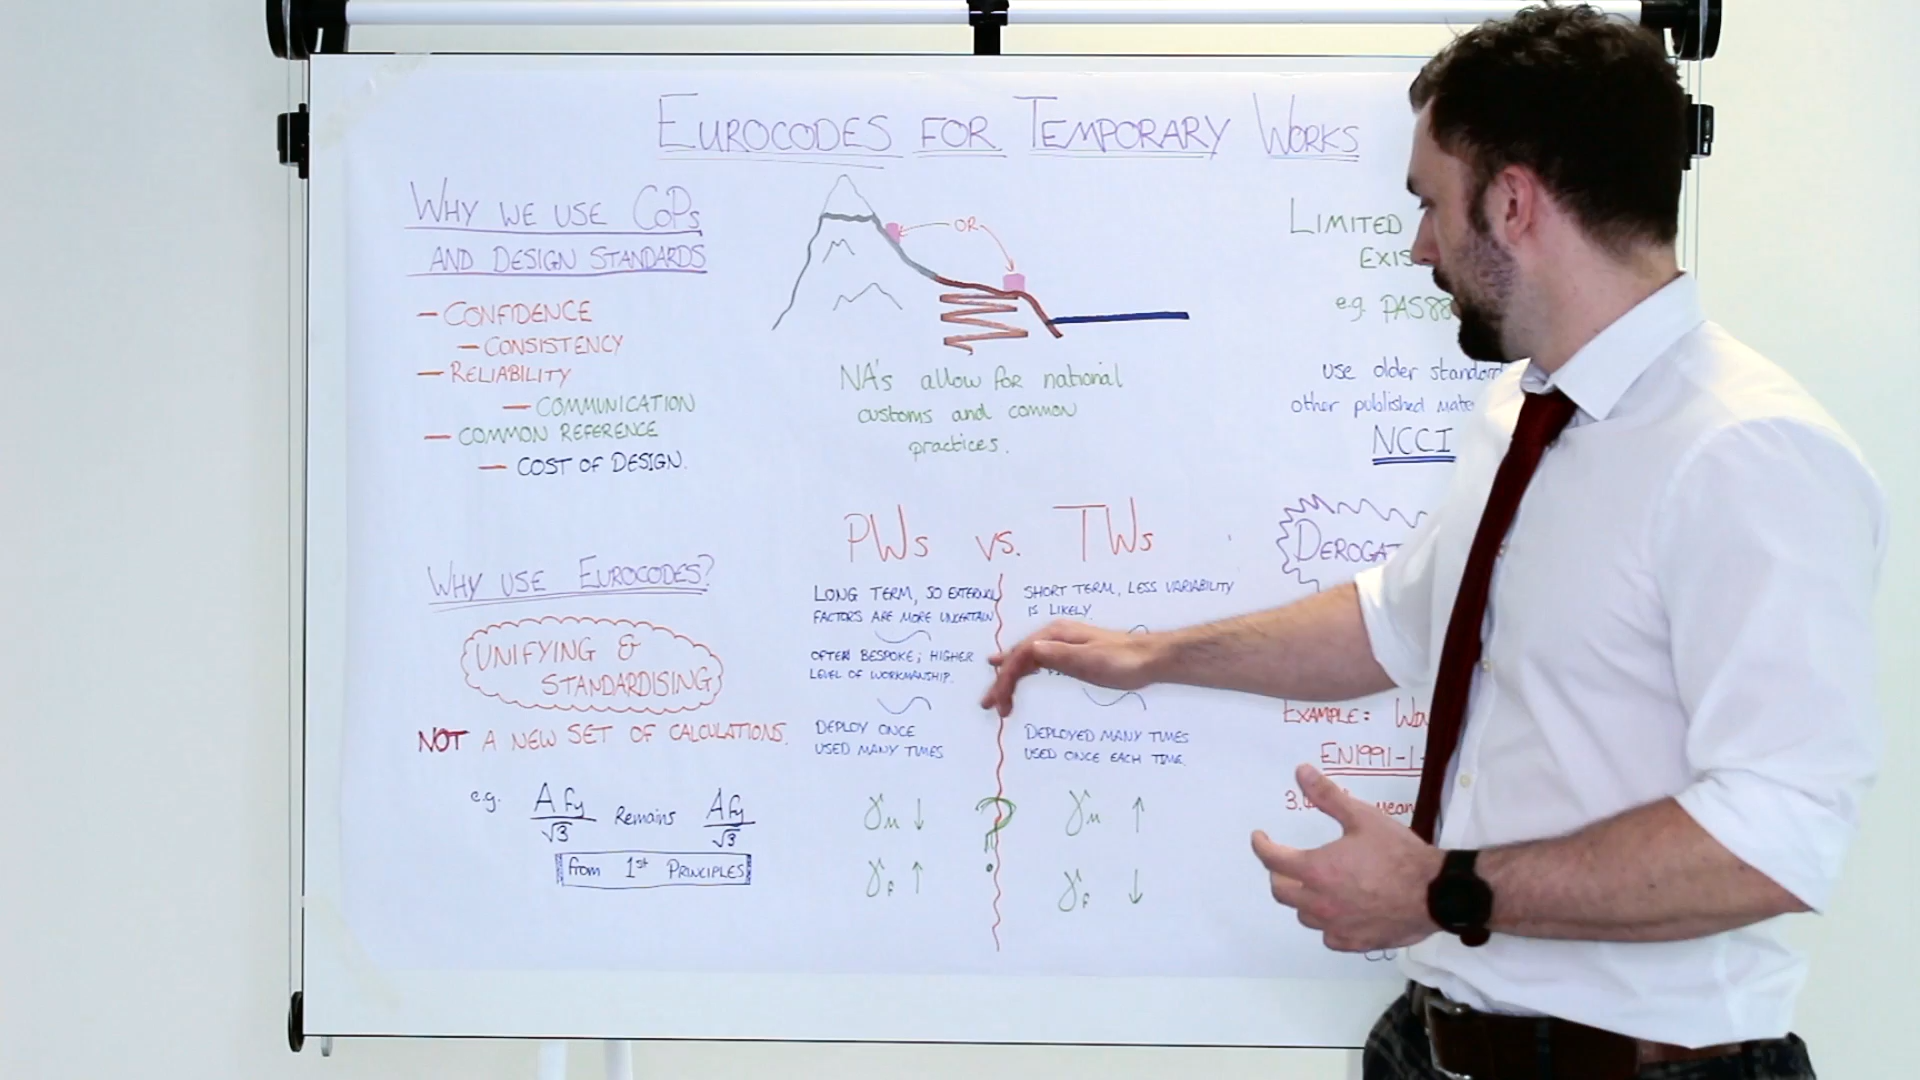 EUROCODES FOR TEMPORARY WORKS
WHY WE USE CoPs
AND DESIGN STANDARDS
- CONFIDENCE
- CONSISTENCY
- RELIABILITY
- COMMUNICATION
- COMMON REFERENCE
- COST OF DESIGN.
WHY USE EUROCODES?
UNIFYING &
STANDARDISING
NOT A NEW SET OF CALCULATIONS.
e.g. A fy / √3 Remains A fy / √3
from 1st PRINCIPLES
OR
NA's allow for national
customs and common
practices.
PWs vs. TWs
LONG TERM, SO EXTERNAL
FACTORS ARE MORE UNCERTAIN
OFTEN BESPOKE; HIGHER
LEVEL OF WORKMANSHIP.
DEPLOY ONCE
USED MANY TIMES
γM ↓
γF ↑
?
SHORT TERM, LESS VARIABILITY
IS LIKELY.
DEPLOYED MANY TIMES
USED ONCE EACH TIME.
γM ↑
γF ↓
LIMITED
e.g.
use older standard
other published
NCCI
EXAMPLE:
EN1991-1-